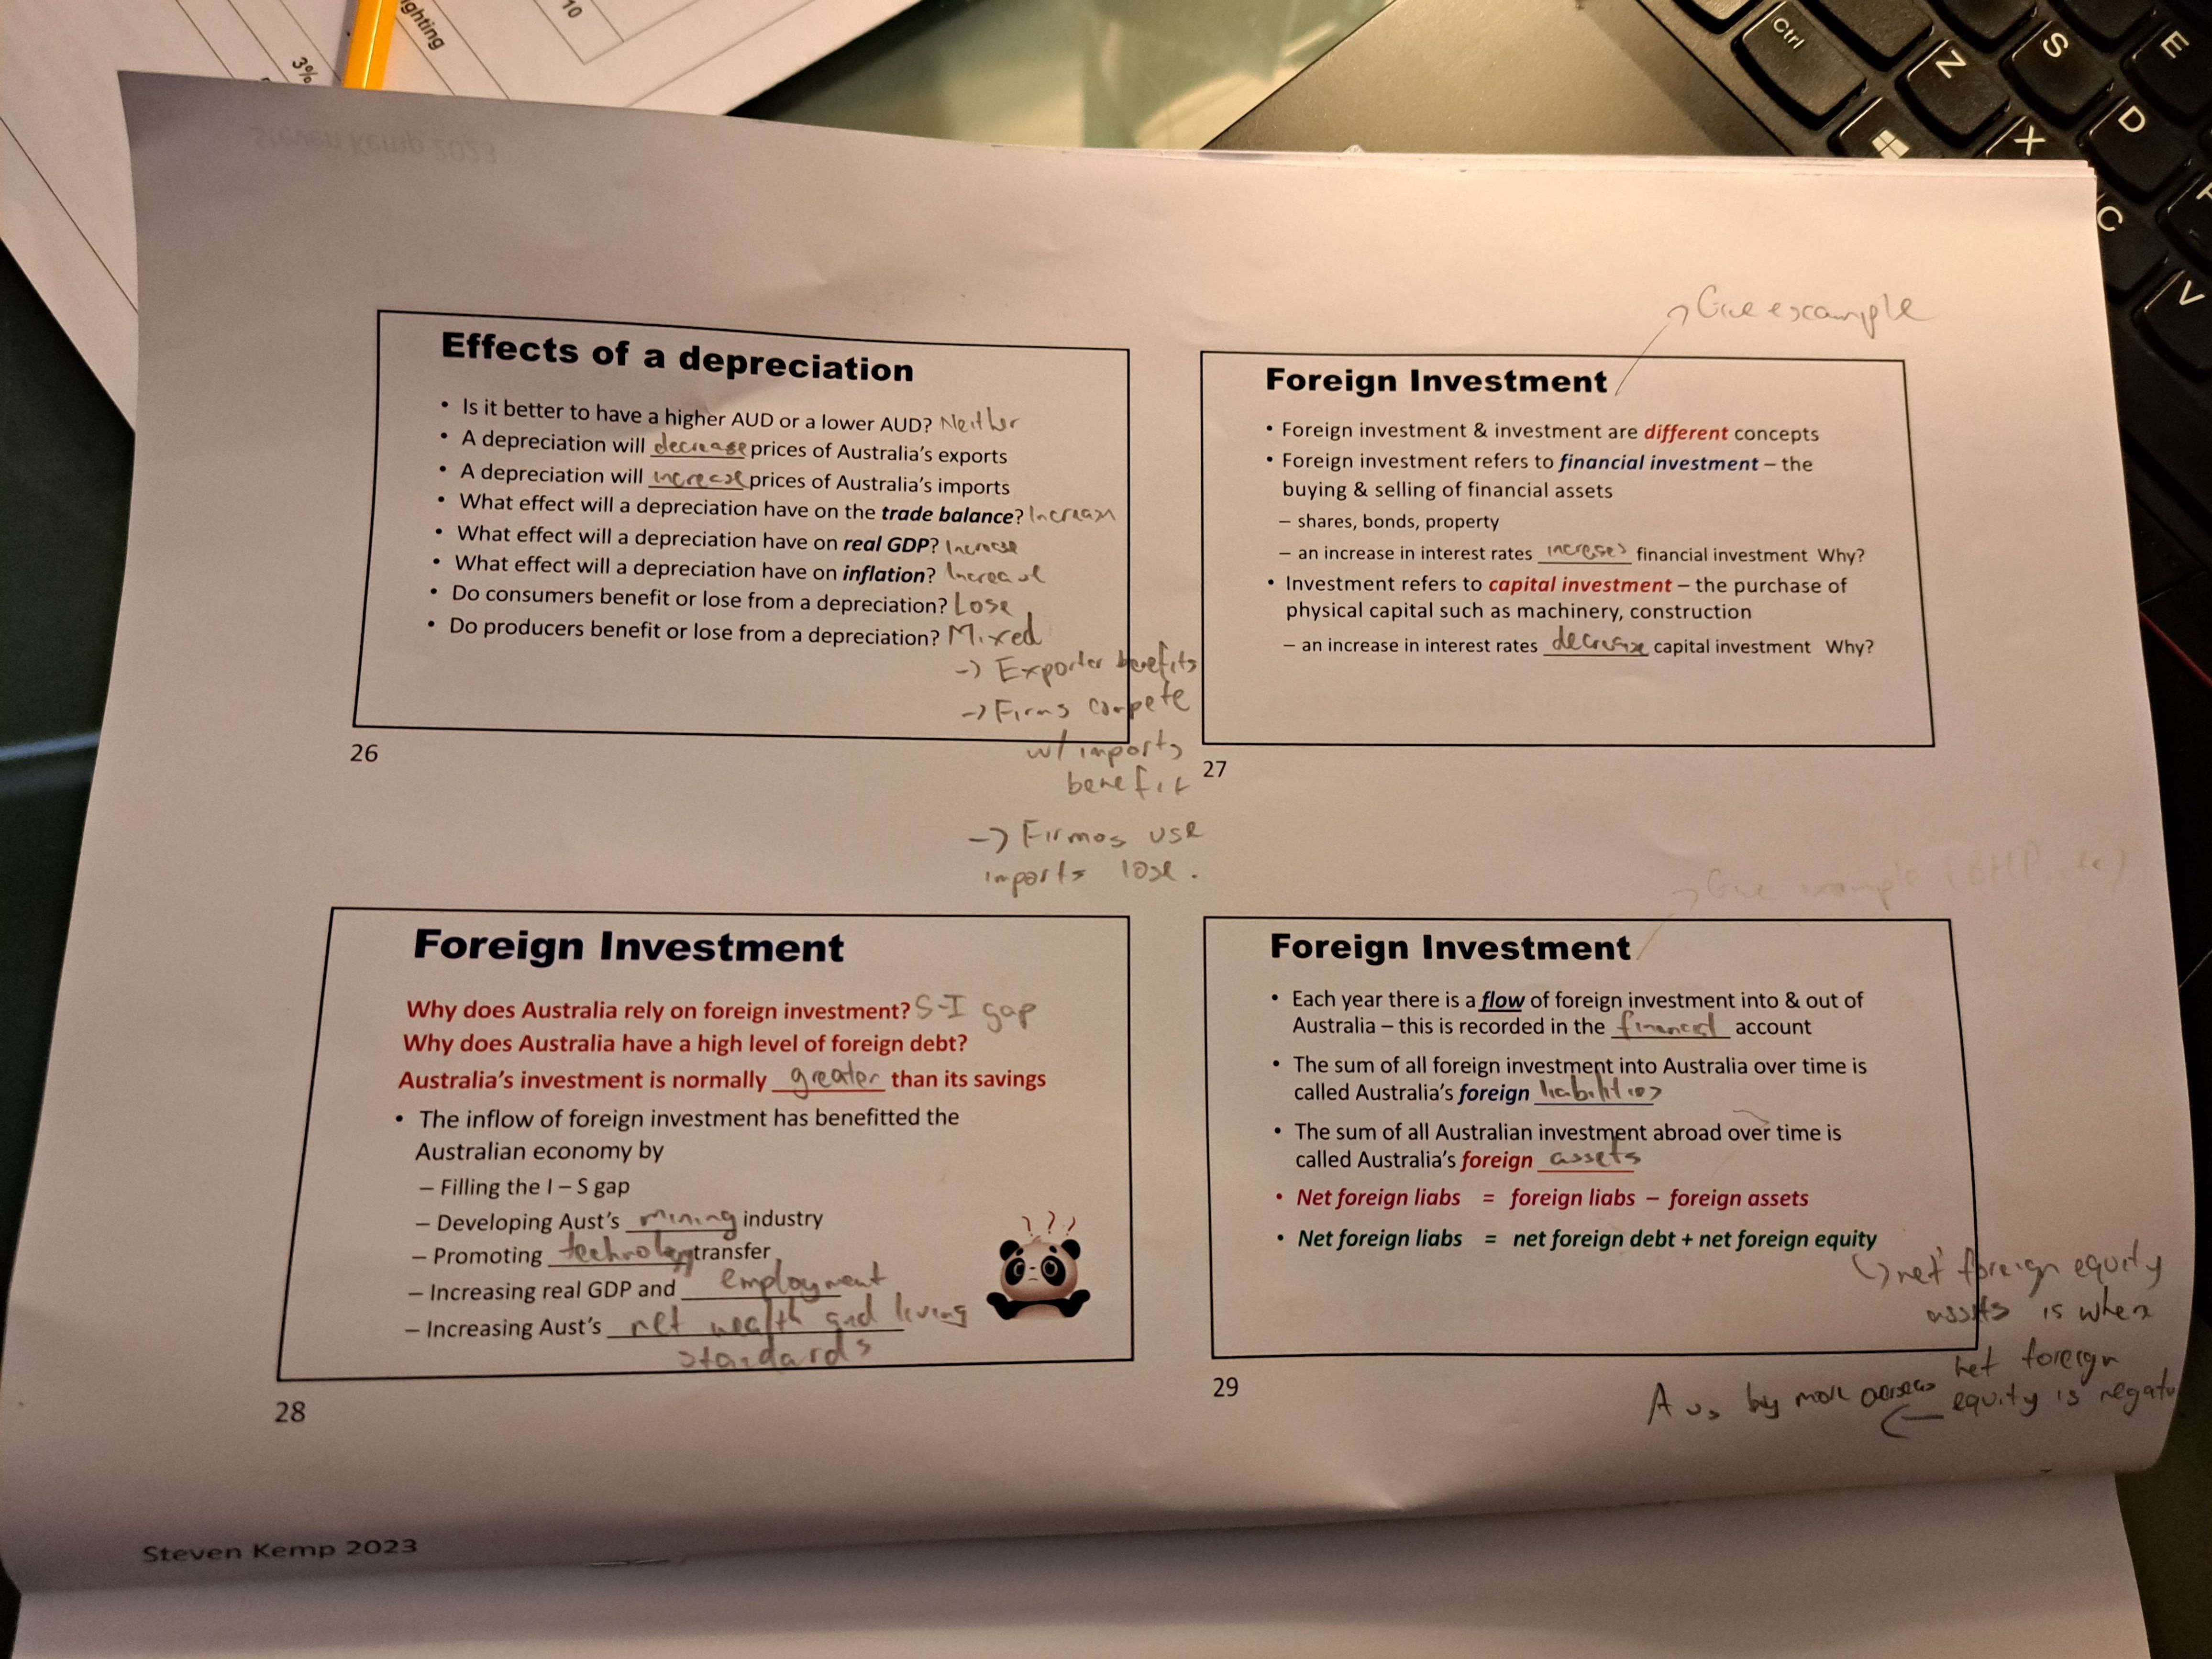 ghting
10
3%
Ctrl
Z
S
E
X
D
C
V
Steven Kemp 2023
Effects of a depreciation
• Is it better to have a higher AUD or a lower AUD? Neither
• A depreciation will decrease prices of Australia's exports
• A depreciation will increase prices of Australia's imports
• What effect will a depreciation have on the trade balance? Increase
• What effect will a depreciation have on real GDP? Increase
• What effect will a depreciation have on inflation? Increase
• Do consumers benefit or lose from a depreciation? Lose
• Do producers benefit or lose from a depreciation? Mixed
-> Exporter benefits
-> Firms compete
w/ imports
benefit
-> Firmos use
imports lose.
26
-> Give example
Foreign Investment
• Foreign investment & investment are different concepts
• Foreign investment refers to financial investment – the
buying & selling of financial assets
– shares, bonds, property
– an increase in interest rates increases financial investment Why?
• Investment refers to capital investment – the purchase of
physical capital such as machinery, construction
– an increase in interest rates decrease capital investment Why?
27
Foreign Investment
Why does Australia rely on foreign investment? S-I gap
Why does Australia have a high level of foreign debt?
Australia's investment is normally greater than its savings
• The inflow of foreign investment has benefitted the
Australian economy by
– Filling the I – S gap
– Developing Aust's mining industry
– Promoting technology transfer
– Increasing real GDP and employment
– Increasing Aust's net wealth and living
standards
???
28
-> Give example (BHP, etc)
Foreign Investment
• Each year there is a flow of foreign investment into & out of
Australia – this is recorded in the financial account
• The sum of all foreign investment into Australia over time is
called Australia's foreign liabilities
• The sum of all Australian investment abroad over time is
called Australia's foreign assets
• Net foreign liabs = foreign liabs – foreign assets
• Net foreign liabs = net foreign debt + net foreign equity
net foreign equity
assets is when
net foreign
equity is negative
Aus buy more overseas
29
Steven Kemp 2023